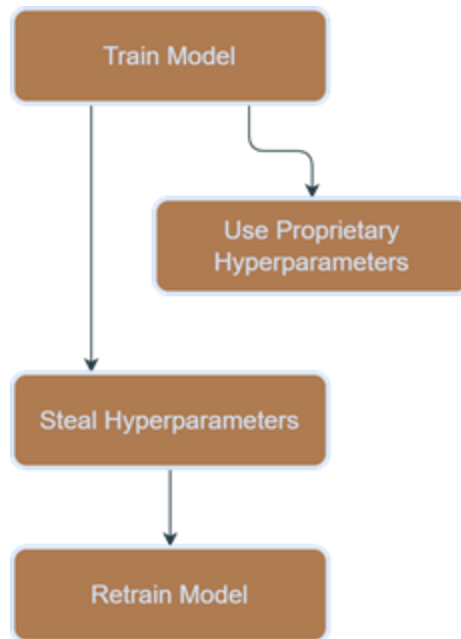 Train Model
Use Proprietary
Hyperparameters
Steal Hyperparameters
Retrain Model